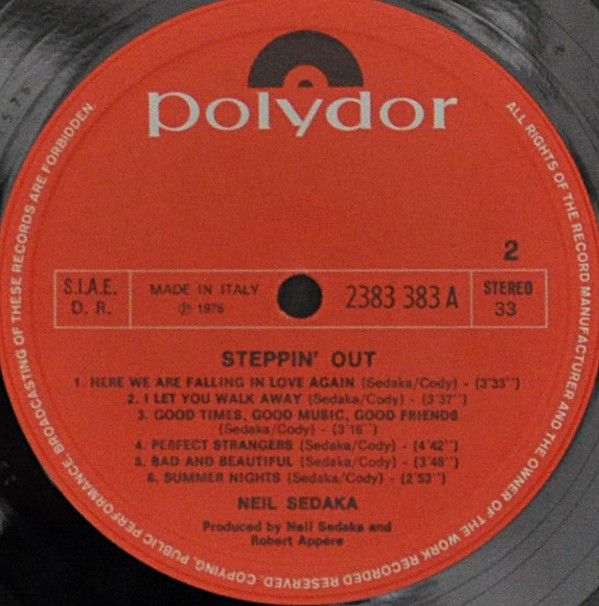 polydor
2
S.I.A.E.
D. R.
MADE IN ITALY
℗ 1976
2383 383 A
STEREO
33
STEPPIN' OUT
1. HERE WE ARE FALLING IN LOVE AGAIN (Sedaka/Cody) - (3'33'')
2. I LET YOU WALK AWAY (Sedaka/Cody) - (3'37'')
3. GOOD TIMES, GOOD MUSIC, GOOD FRIENDS
(Sedaka/Cody) - (3'16'')
4. PERFECT STRANGERS (Sedaka/Cody) - (4'42'')
5. BAD AND BEAUTIFUL (Sedaka/Cody) - (3'48'')
6. SUMMER NIGHTS (Sedaka/Cody) - (2'53'')
NEIL SEDAKA
Produced by Neil Sedaka and
Robert Appère
ALL RIGHTS OF THE RECORD MANUFACTURER AND THE OWNER OF THE WORK RECORDED RESERVED. COPYING, PUBLIC PERFORMANCE, BROADCASTING OF THESE RECORDS ARE FORBIDDEN.